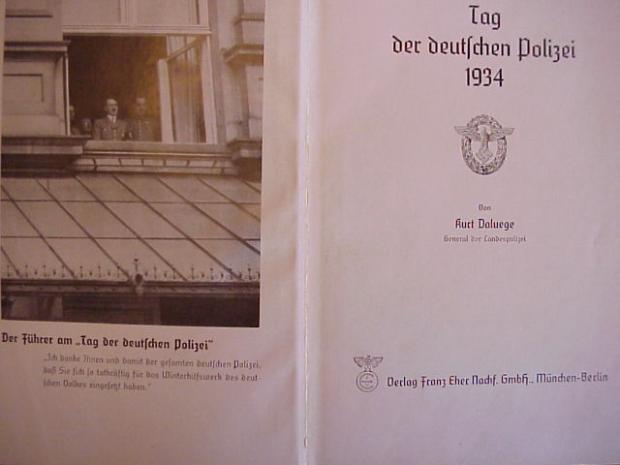 Der Führer am „Tag der deutschen Polizei"
„Ich danke Ihnen und damit der gesamten deutschen Polizei,
daß Sie sich so tatkräftig für das Winterhilfswerk des deut-
schen Volkes eingesetzt haben."
Tag
der deutschen Polizei
1934
Von
Kurt Daluege
General der Landespolizei
Verlag Franz Eher Nachf. GmbH., München-Berlin